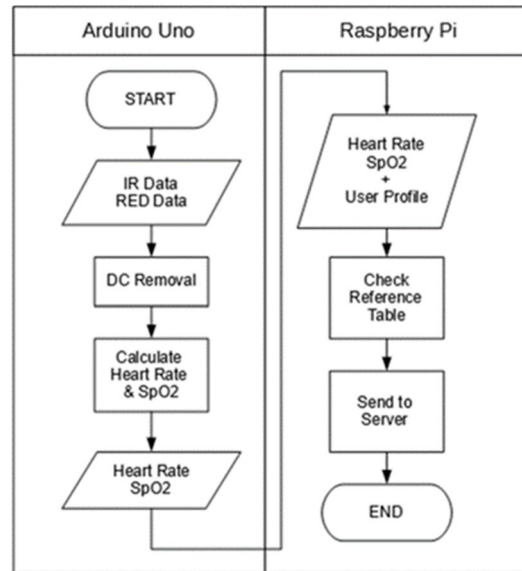 Arduino Uno
START
IR Data
RED Data
DC Removal
Calculate
Heart Rate
& SpO2
Heart Rate
SpO2
Raspberry Pi
Heart Rate
SpO2
+
User Profile
Check
Reference
Table
Send to
Server
END